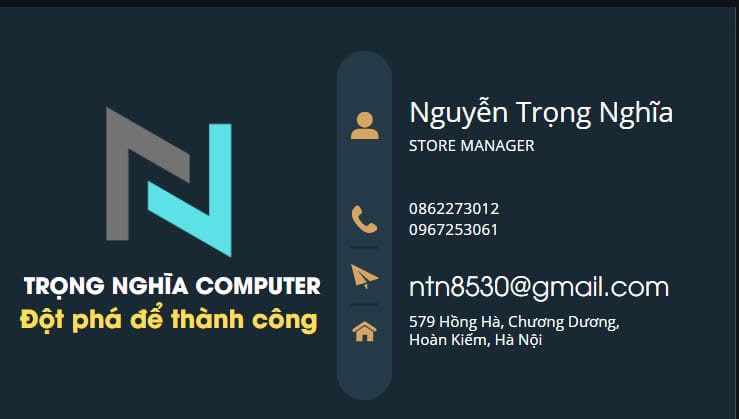 TRỌNG NGHĨA COMPUTER
Đột phá để thành công
Nguyễn Trọng Nghĩa
STORE MANAGER
0862273012
0967253061
ntn8530@gmail.com
579 Hồng Hà, Chương Dương,
Hoàn Kiếm, Hà Nội